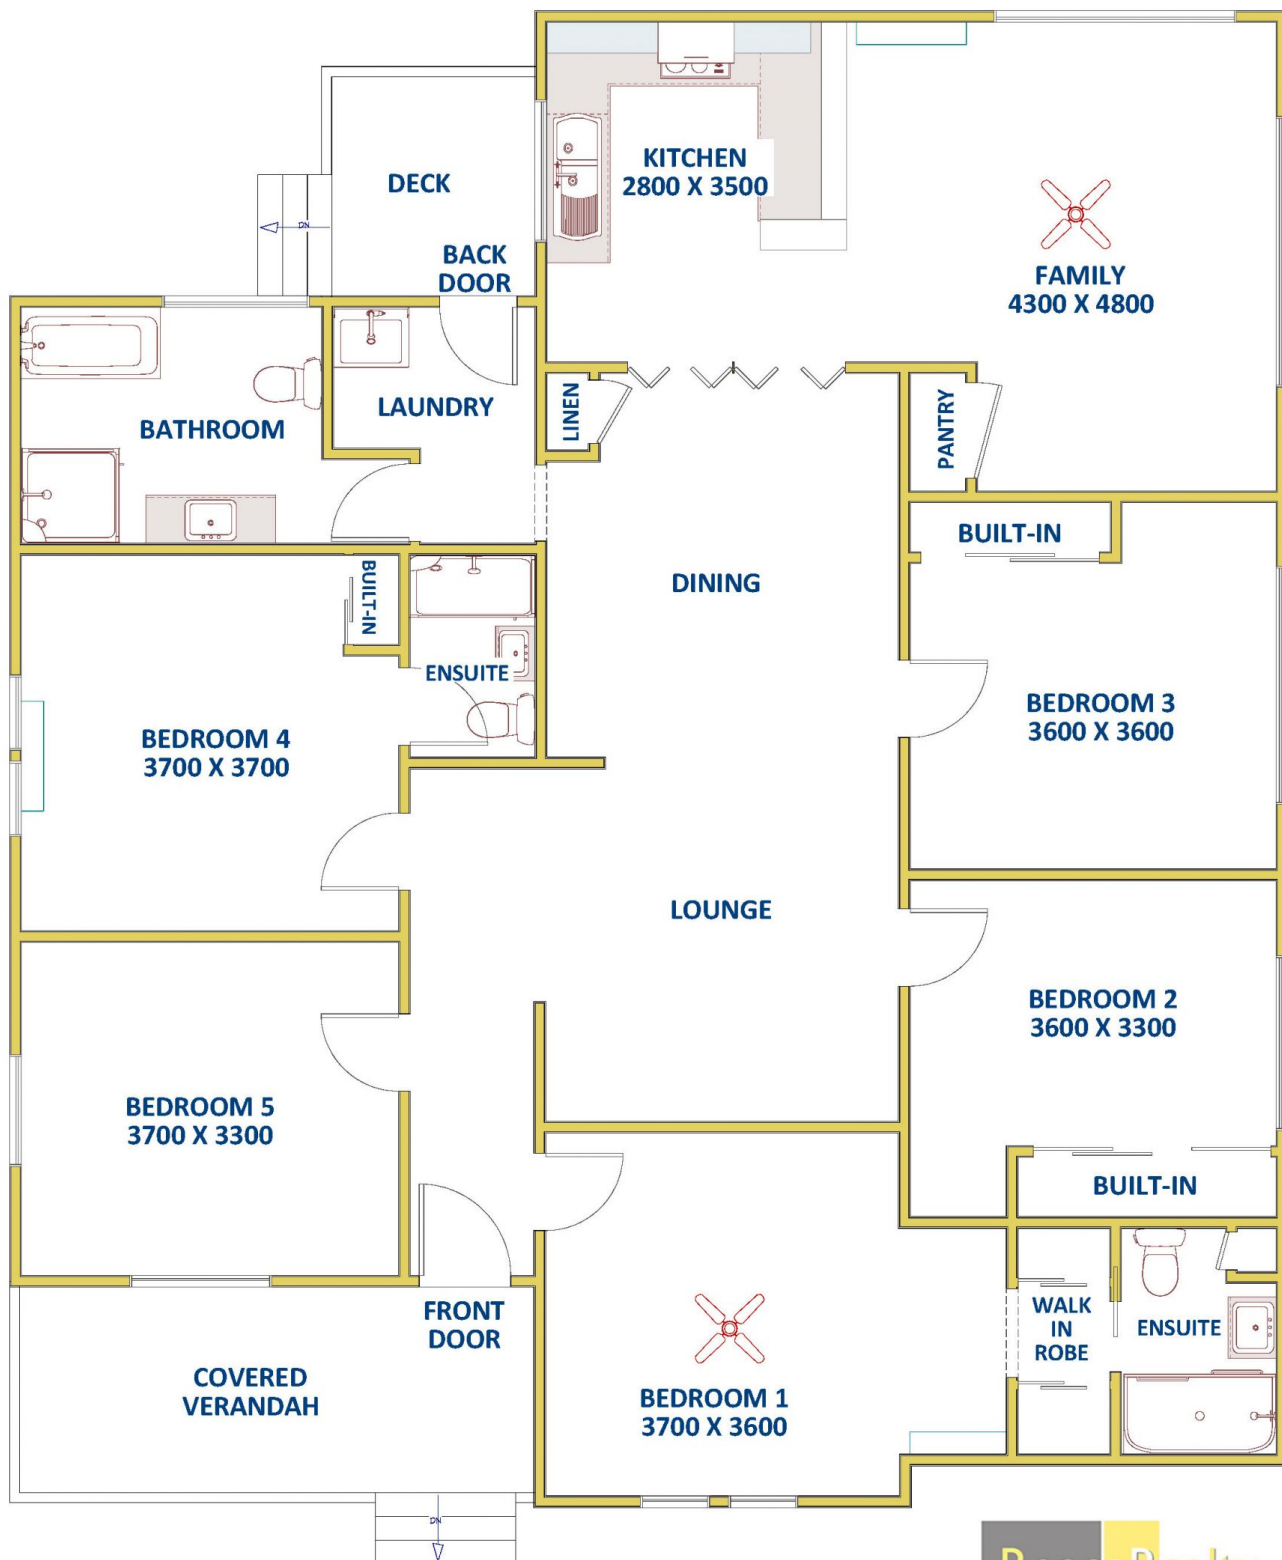 KITCHEN
2800 X 3500
DECK
DN
BACK
DOOR
FAMILY
4300 X 4800
BATHROOM
LAUNDRY
LINEN
PANTRY
BUILT-IN
DINING
BUILT-IN
ENSUITE
BEDROOM 4
3700 X 3700
BEDROOM 3
3600 X 3600
LOUNGE
BEDROOM 2
3600 X 3300
BEDROOM 5
3700 X 3300
BUILT-IN
FRONT
DOOR
WALK
IN
ROBE
ENSUITE
COVERED
VERANDAH
BEDROOM 1
3700 X 3600
DN